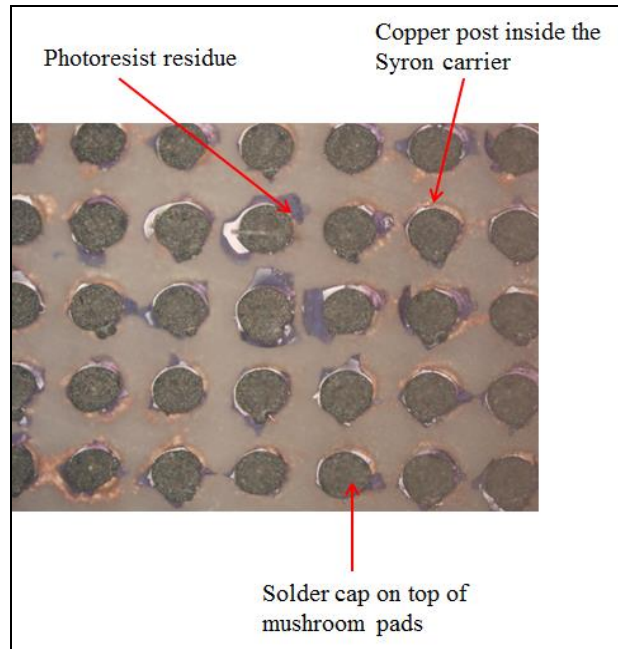 Photoresist residue
Copper post inside the
Syron carrier
Solder cap on top of
mushroom pads